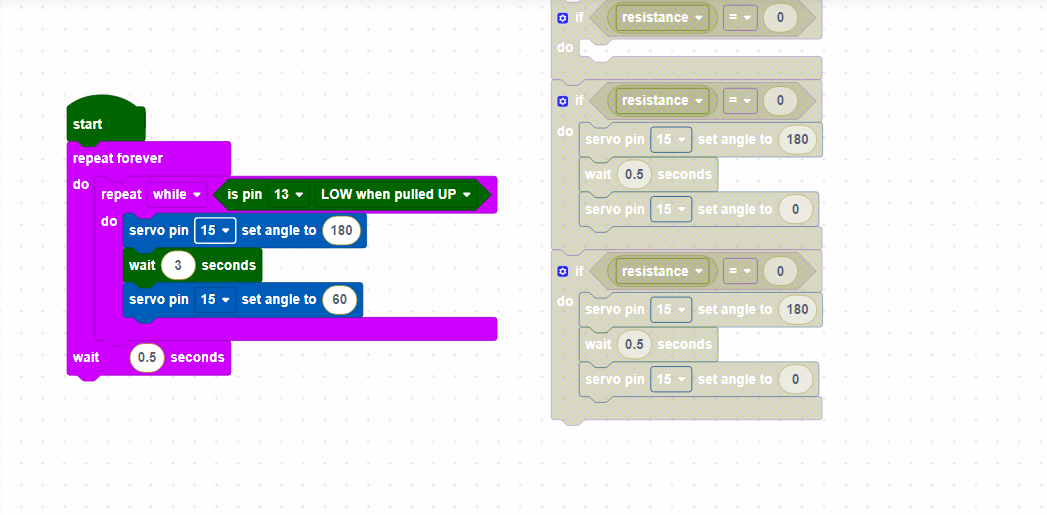 start
repeat forever
do
repeat while is pin 13 LOW when pulled UP
do
servo pin 15 set angle to 180
wait 3 seconds
servo pin 15 set angle to 60
wait 0.5 seconds
if resistance = 0
do
if resistance = 0
do
servo pin 15 set angle to 180
wait 0.5 seconds
servo pin 15 set angle to 0
if resistance = 0
do
servo pin 15 set angle to 180
wait 0.5 seconds
servo pin 15 set angle to 0